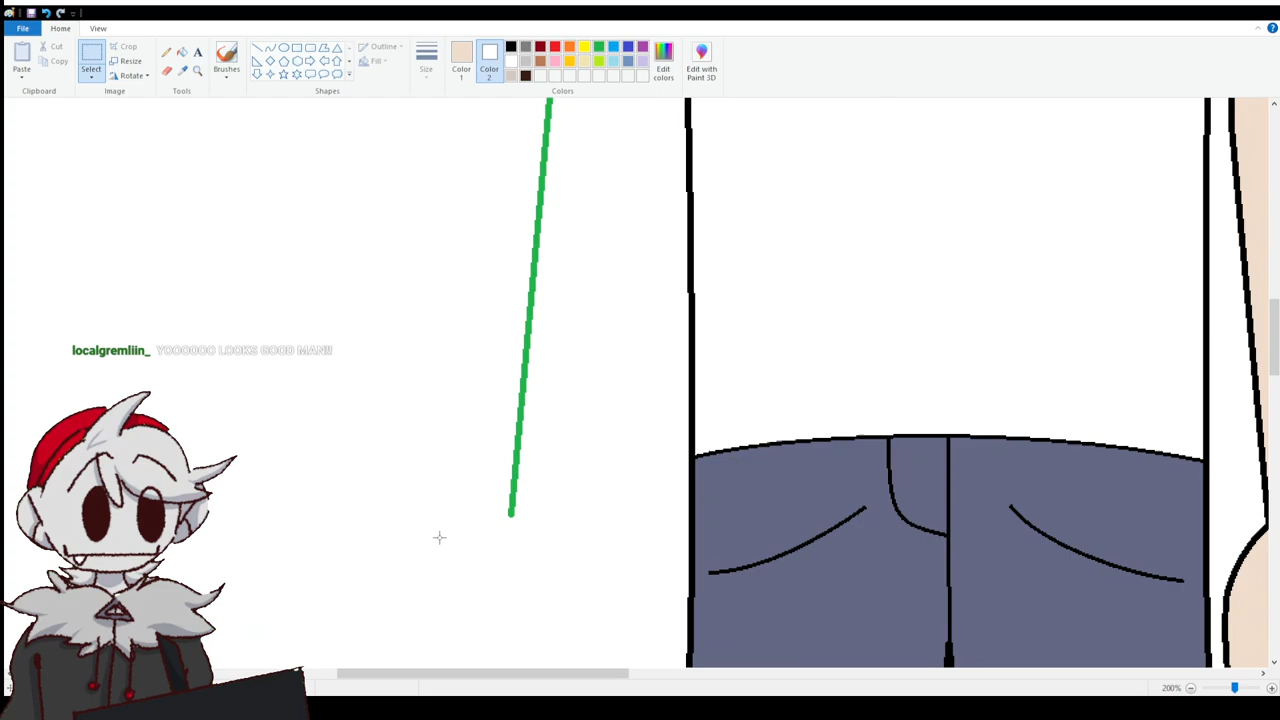 File Home View
Paste
Cut
Copy
Clipboard
Select
Crop
Resize
Rotate
Image
A
Tools
Brushes
Outline
Fill
Shapes
Size
Color 1
Color 2
Edit colors
Colors
Edit with Paint 3D
localgremliin_ YOOOOOO LOOKS GOOD MAN!!
200%